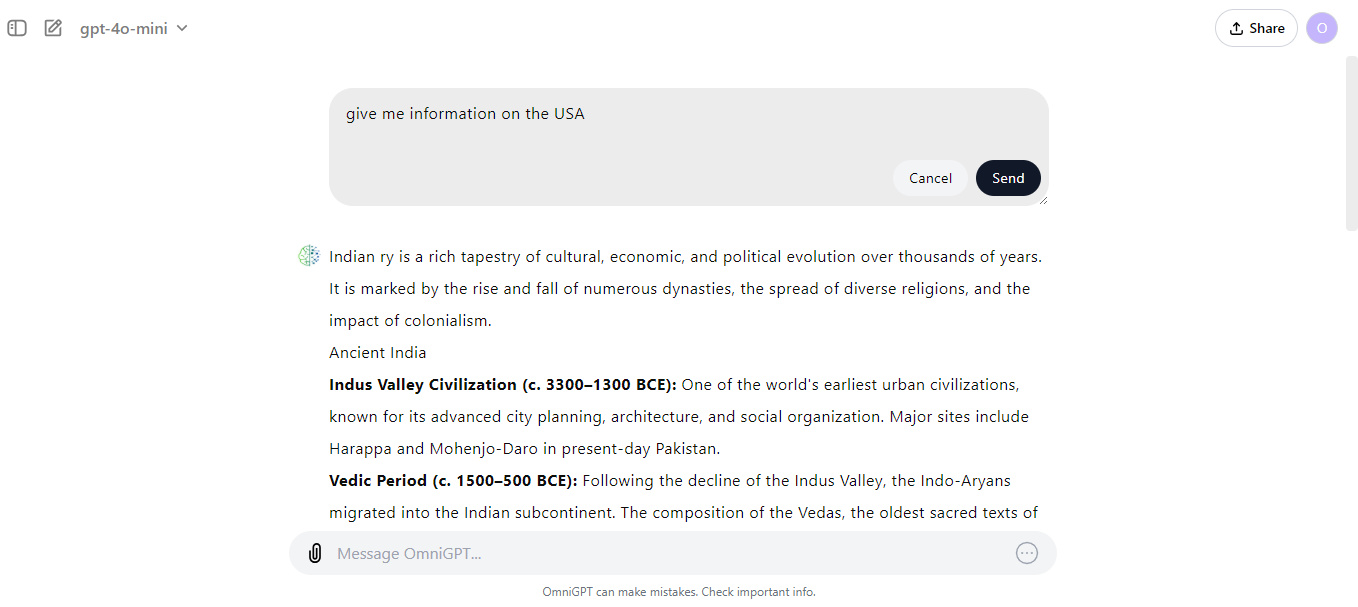 gpt-4o-mini
Share
O
give me information on the USA
Cancel
Send
Indian ry is a rich tapestry of cultural, economic, and political evolution over thousands of years.
It is marked by the rise and fall of numerous dynasties, the spread of diverse religions, and the
impact of colonialism.
Ancient India
Indus Valley Civilization (c. 3300–1300 BCE): One of the world's earliest urban civilizations,
known for its advanced city planning, architecture, and social organization. Major sites include
Harappa and Mohenjo-Daro in present-day Pakistan.
Vedic Period (c. 1500–500 BCE): Following the decline of the Indus Valley, the Indo-Aryans
migrated into the Indian subcontinent. The composition of the Vedas, the oldest sacred texts of
Message OmniGPT...
OmniGPT can make mistakes. Check important info.